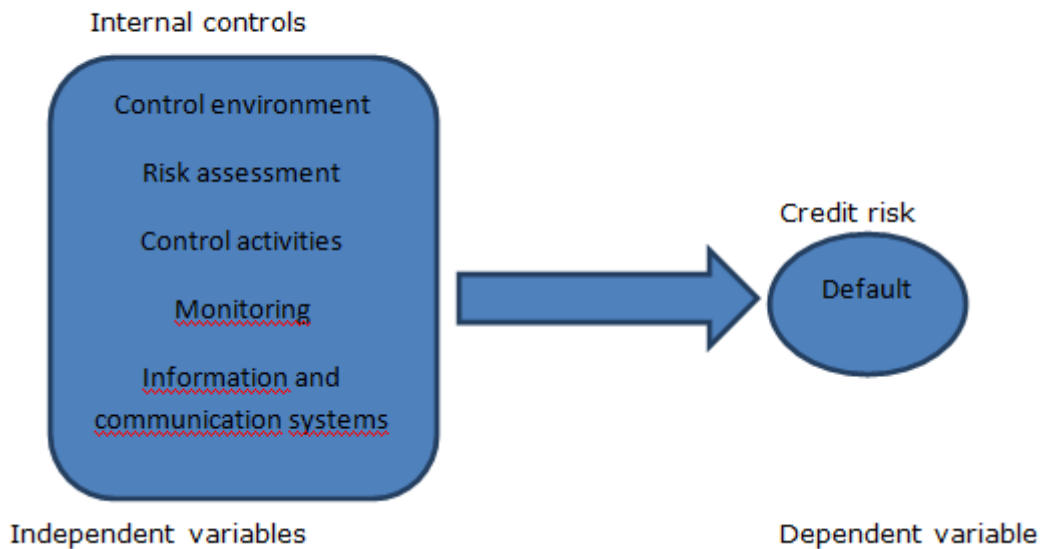 Internal controls
Control environment
Risk assessment
Control activities
Monitoring
Information and
communication systems
Credit risk
Default
Independent variables
Dependent variable